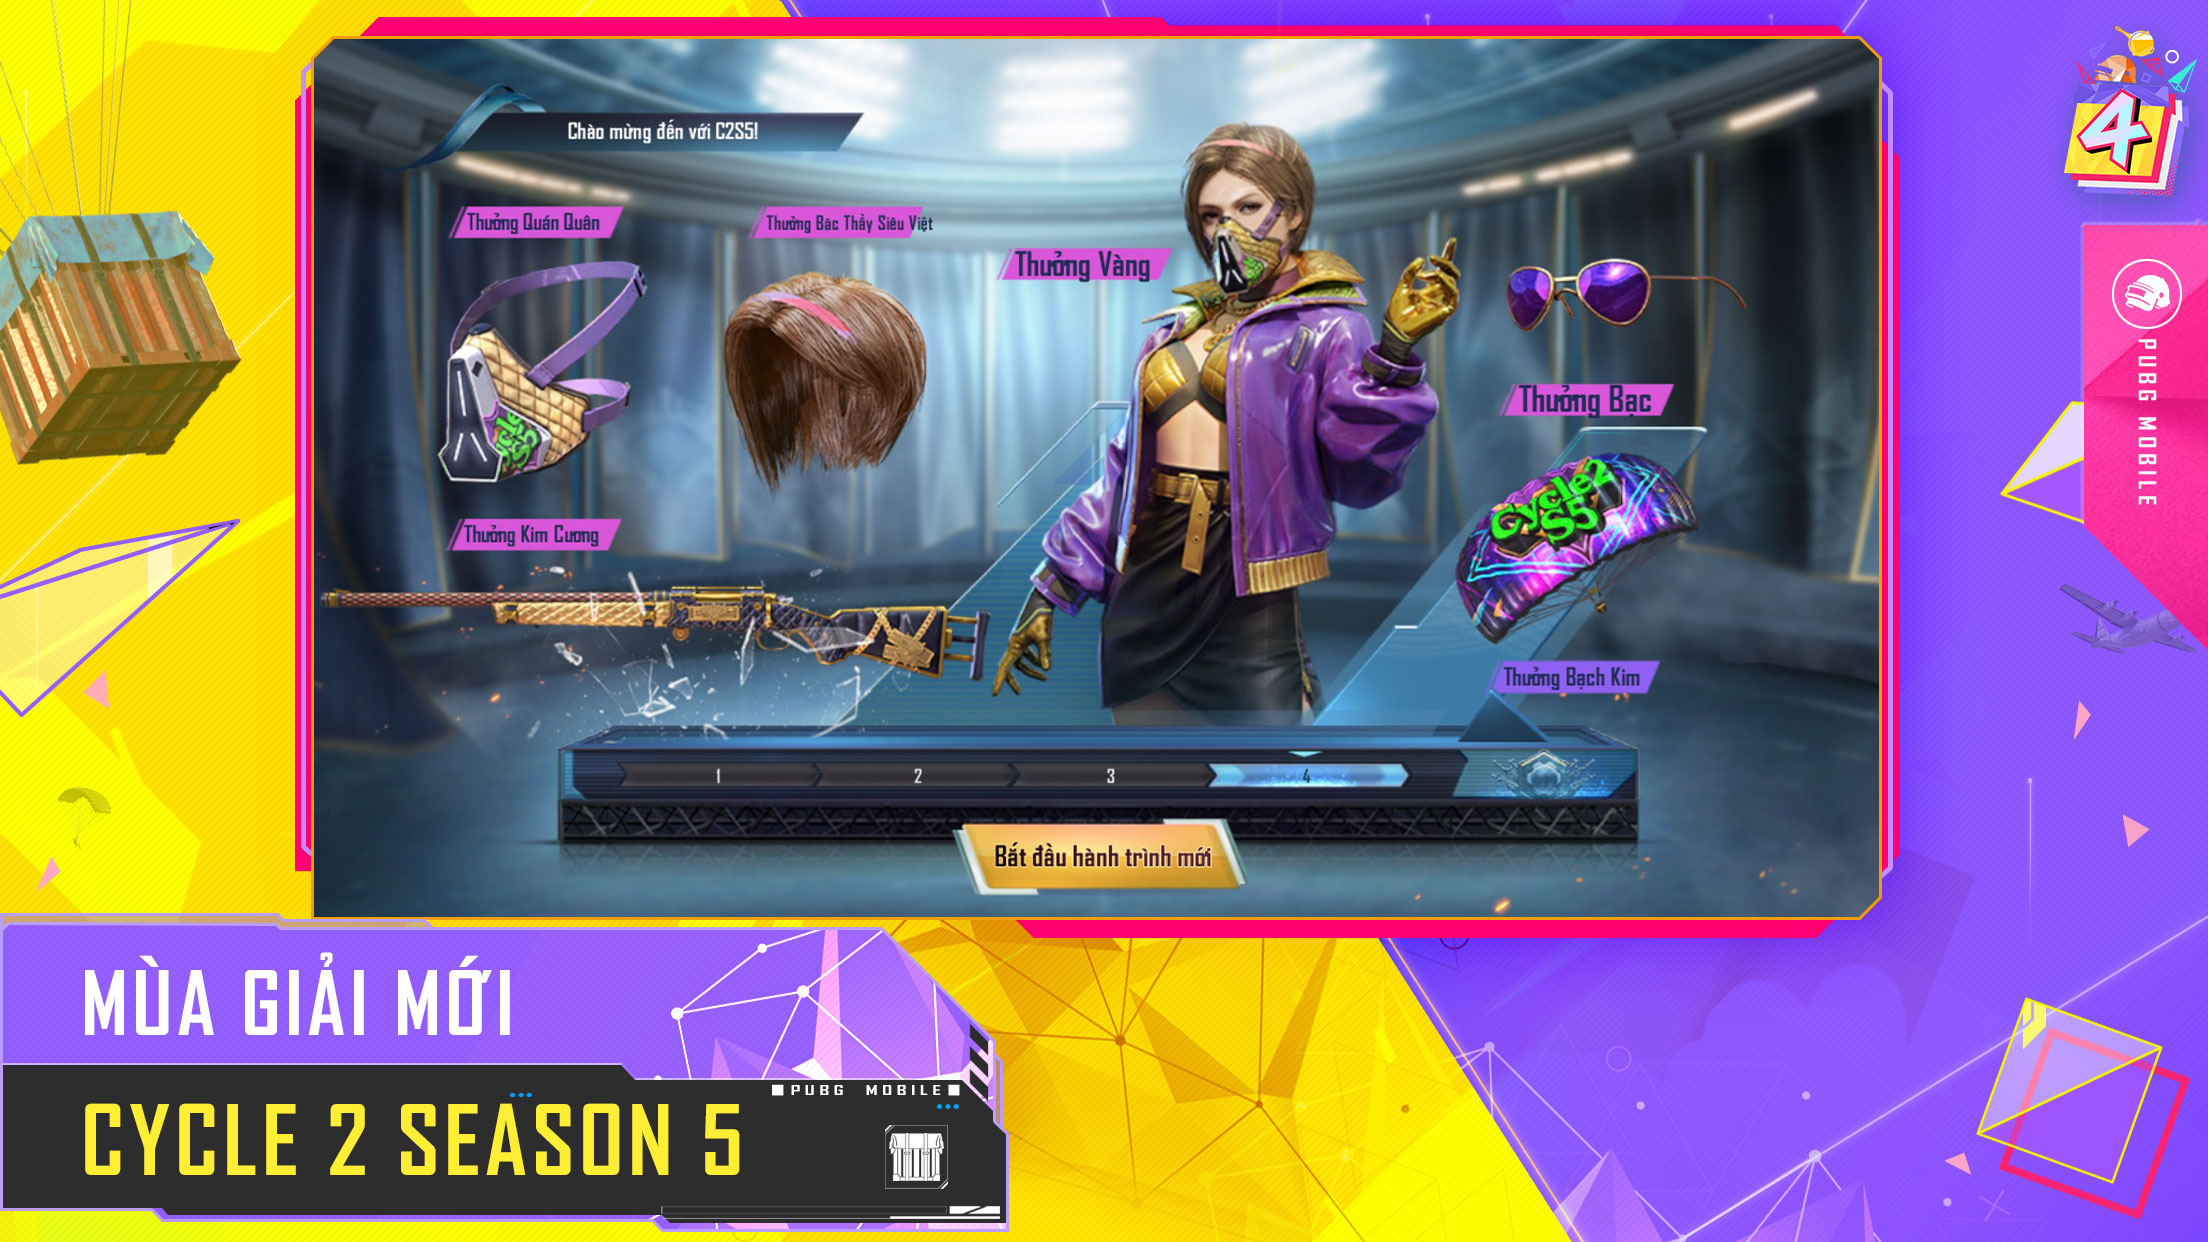 4
PUBG MOBILE
Chào mừng đến với C2S5!
Thưởng Quán Quân
Thưởng Bậc Thầy Siêu Việt
Thưởng Vàng
Cycle2
S5
Thưởng Bạc
Cycle2
S5
Thưởng Kim Cương
Thưởng Bạch Kim
1 2 3 4
Bắt đầu hành trình mới
MÙA GIẢI MỚI
PUBG MOBILE
CYCLE 2 SEASON 5